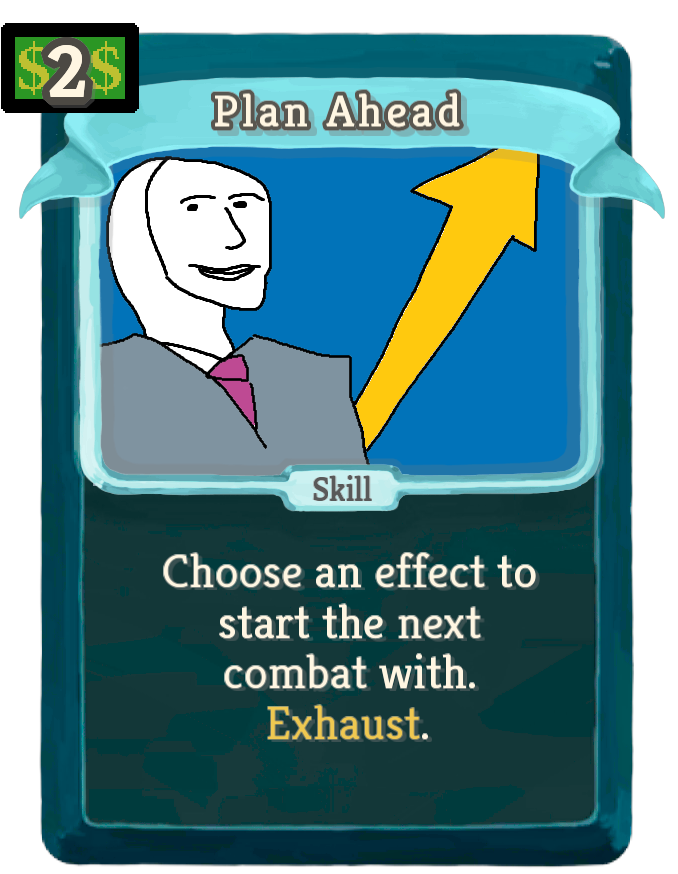 $2$
Plan Ahead
Skill
Choose an effect to
start the next
combat with.
Exhaust.